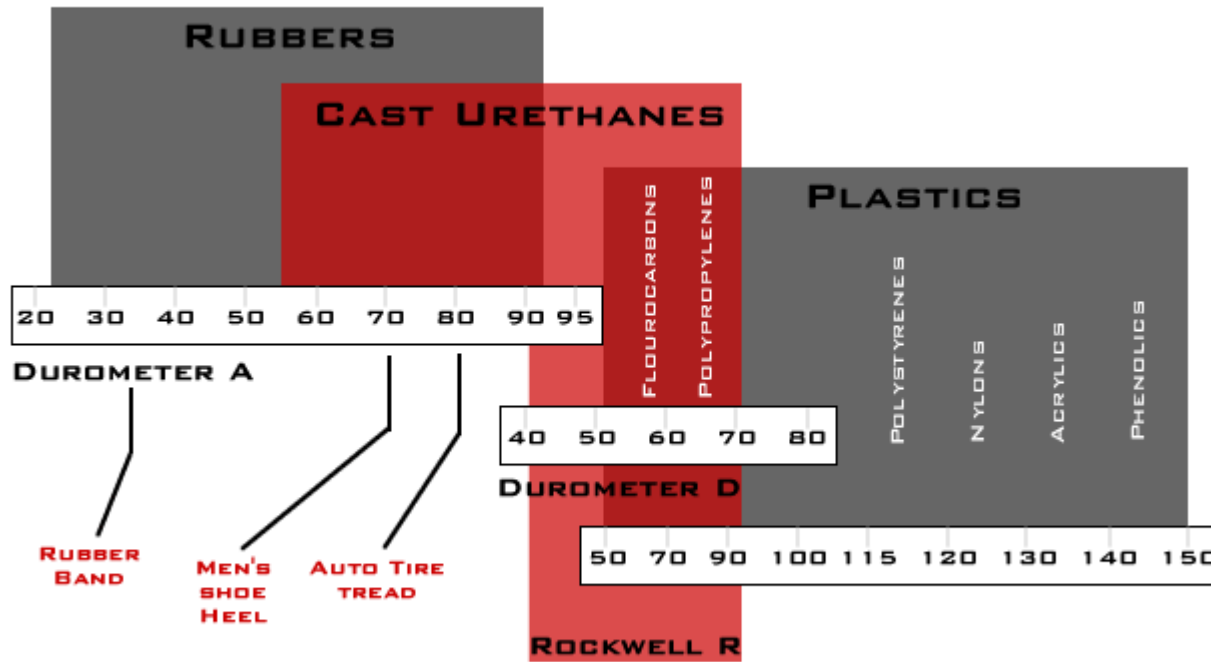 RUBBERS
CAST URETHANES
PLASTICS
FLOUROCARBONS
POLYPROPYLENES
POLYSTYRENES
NYLONS
ACRYLICS
PHENOLICS
20 30 40 50 60 70 80 90 95
DUROMETER A
40 50 60 70 80
DUROMETER D
50 70 90 100 115 120 130 140 150
ROCKWELL R
RUBBER
BAND
MEN'S
SHOE
HEEL
AUTO TIRE
TREAD